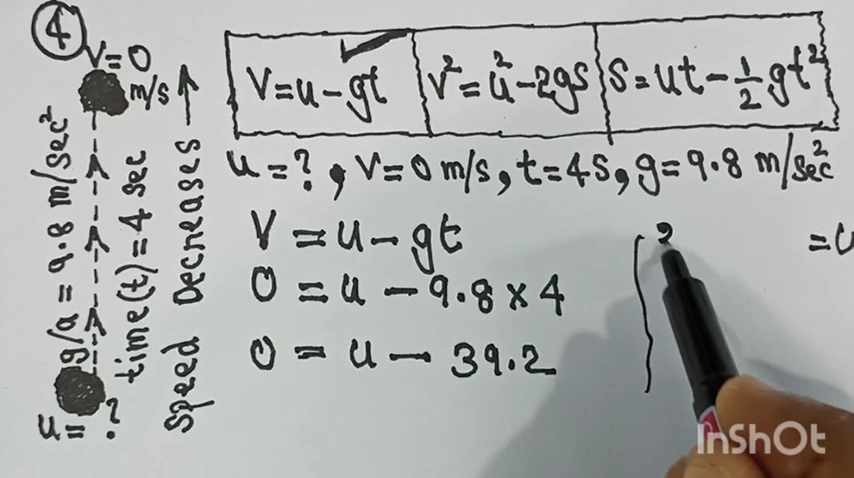 4
V=0
m/s
g/a = 9.8 m/sec²
time(t) = 4 sec
Speed Decreases →
u = ?
V=u-gt
V²=u²-2gs
S=ut-½gt²
u=?, V=0 m/s, t=4s, g=9.8 m/sec²
V = u - gt
0 = u - 9.8 × 4
0 = u - 39.2
= u
InShOt